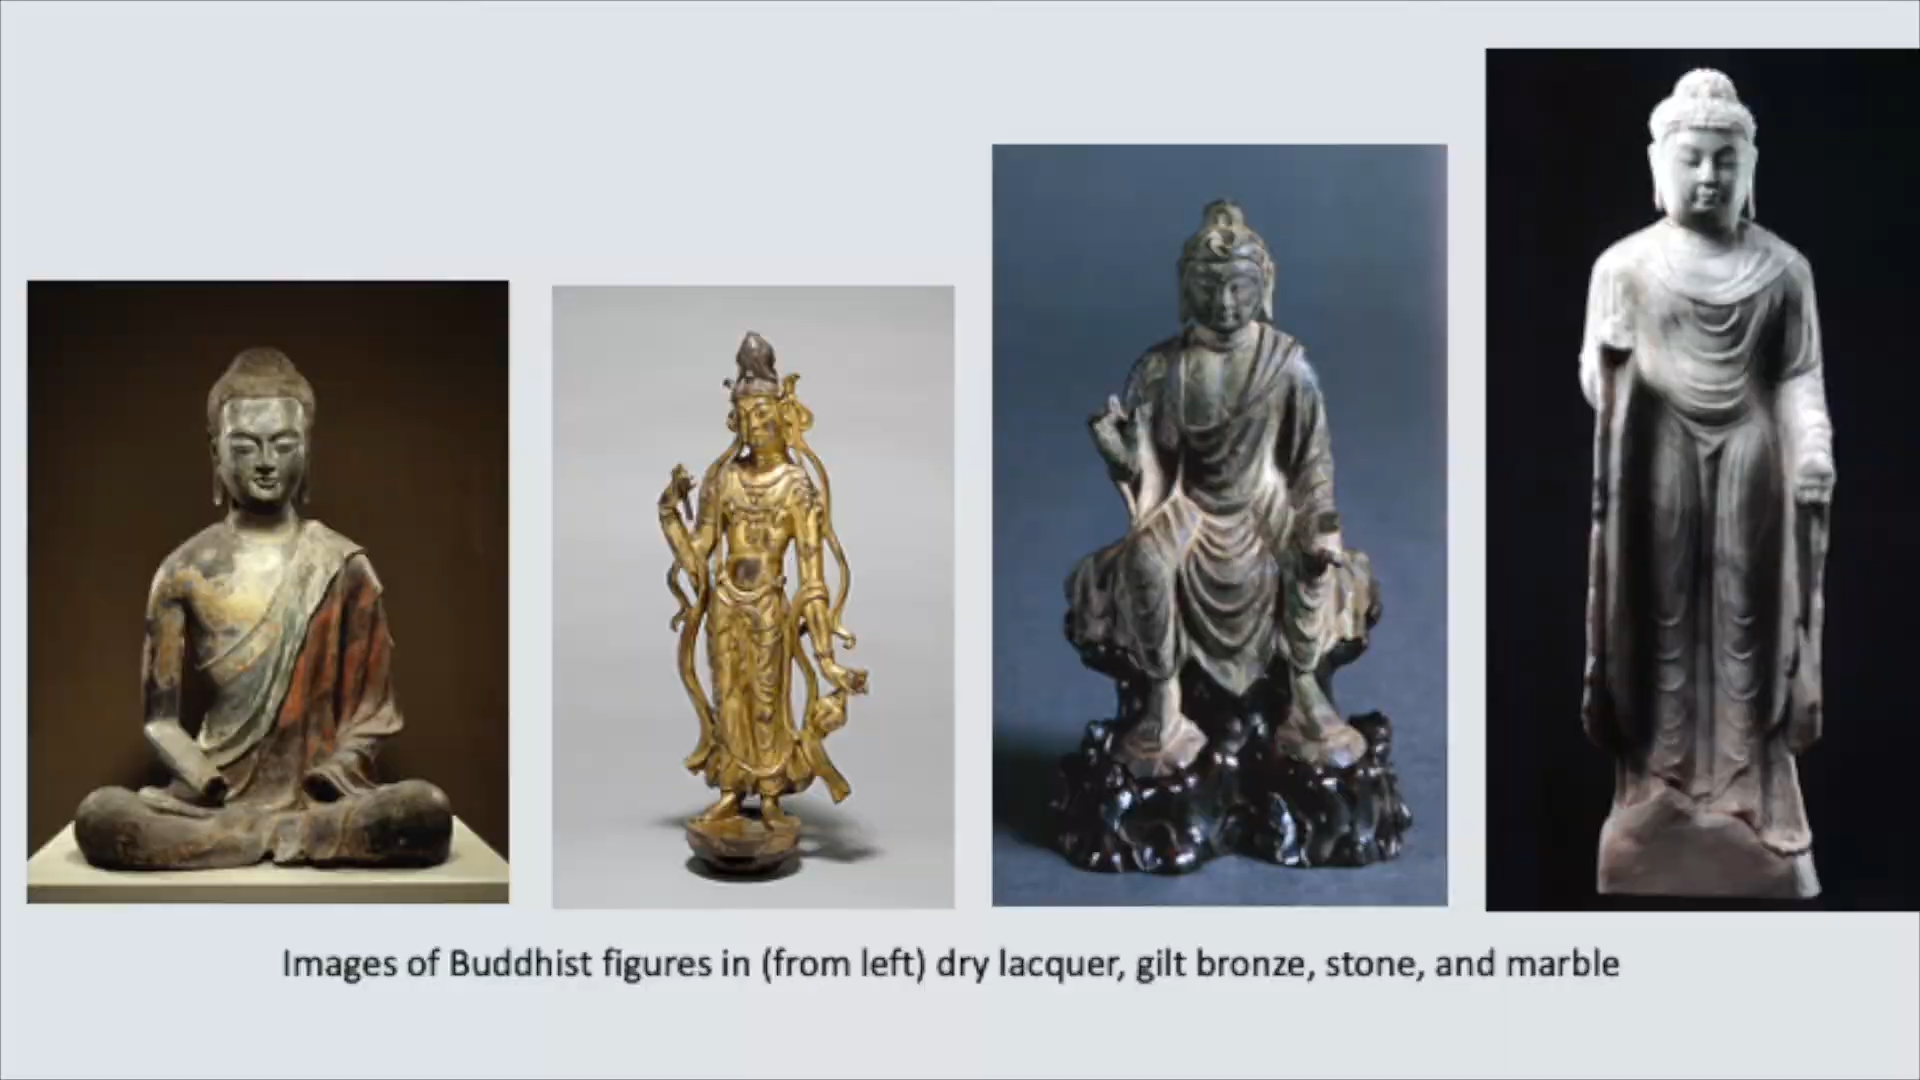 Images of Buddhist figures in (from left) dry lacquer, gilt bronze, stone, and marble